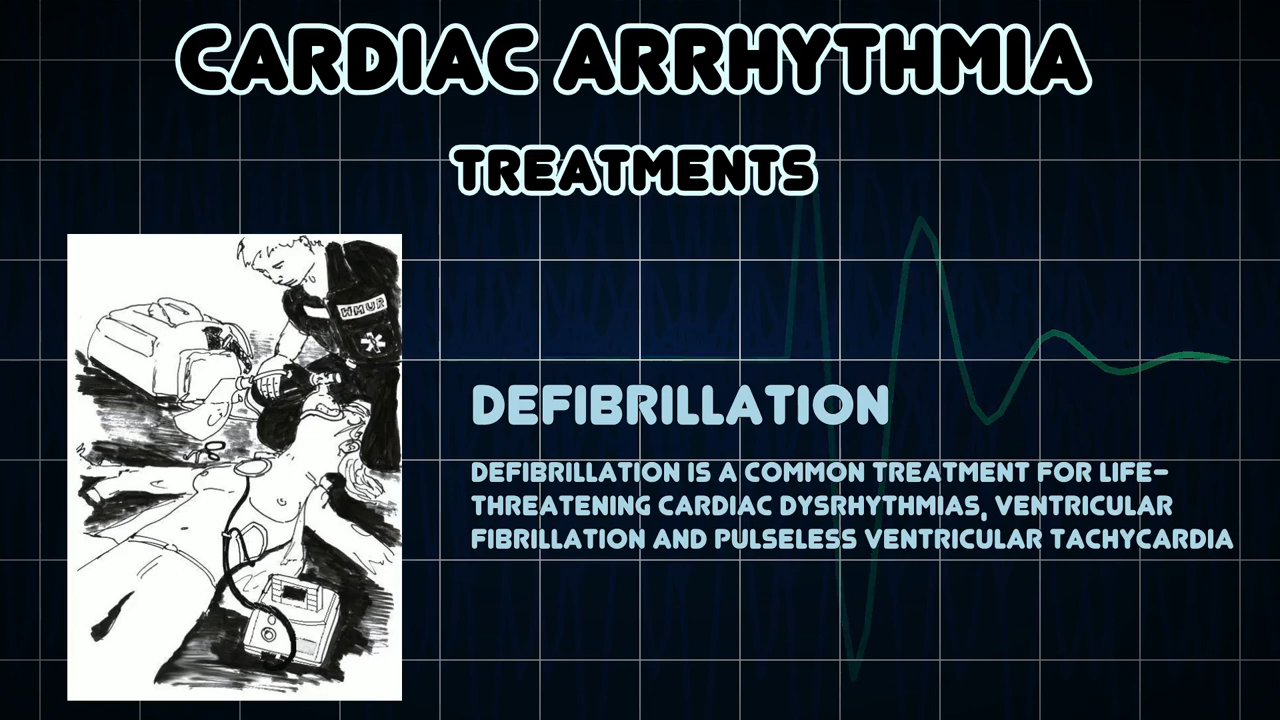 CARDIAC ARRHYTHMIA
TREATMENTS
WMUR
DEFIBRILLATION
DEFIBRILLATION IS A COMMON TREATMENT FOR LIFE-
THREATENING CARDIAC DYSRHYTHMIAS, VENTRICULAR
FIBRILLATION AND PULSELESS VENTRICULAR TACHYCARDIA